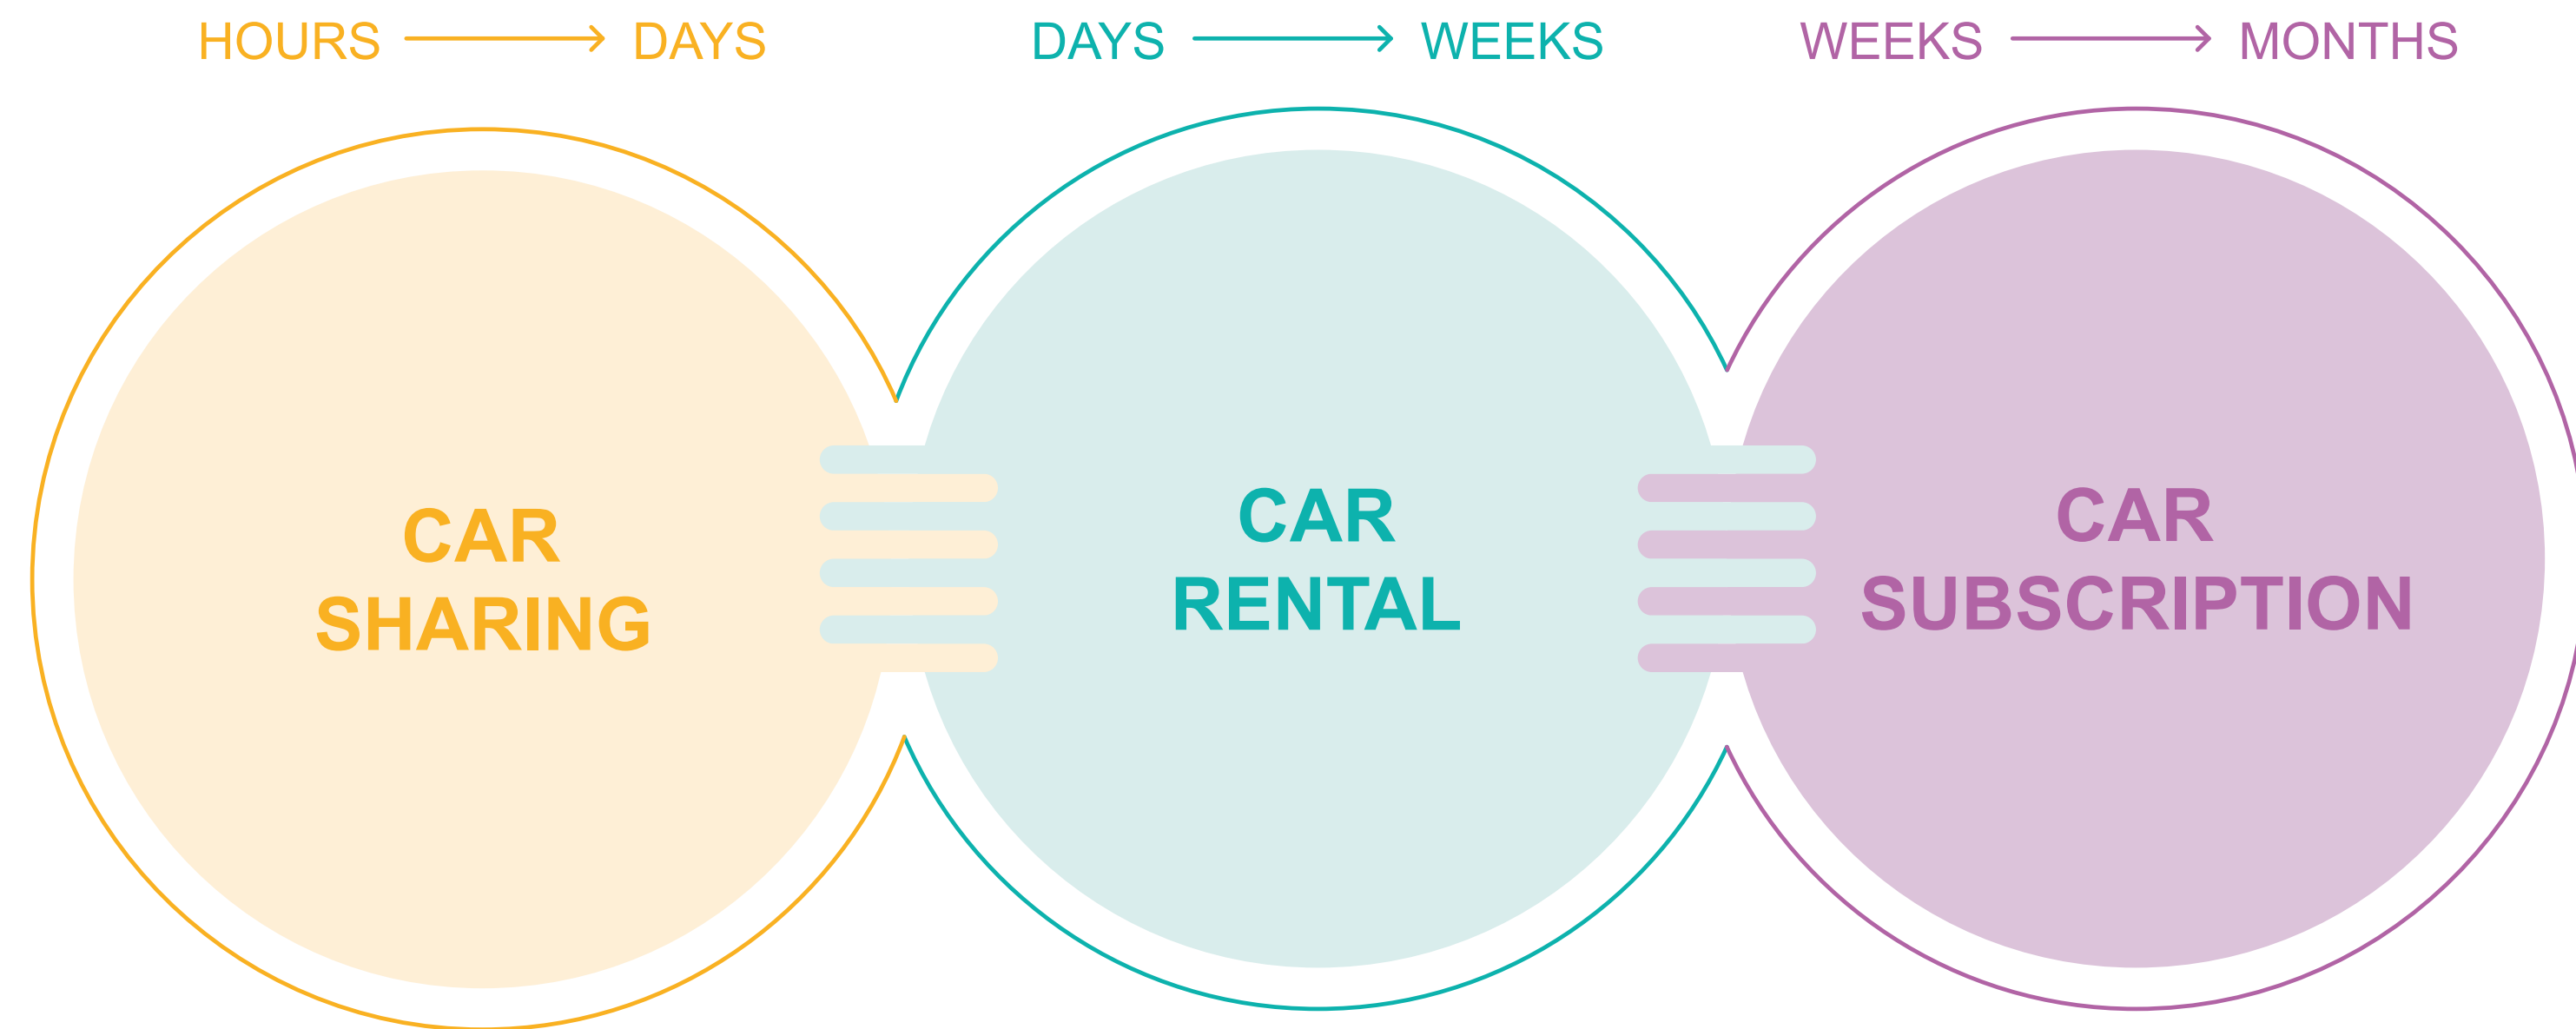 HOURS → DAYS
DAYS → WEEKS
WEEKS → MONTHS
CAR
SHARING
CAR
RENTAL
CAR
SUBSCRIPTION